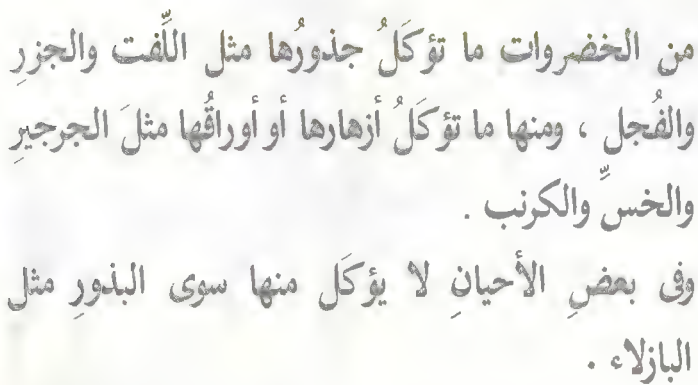 من الخضروات ما تؤكَلُ جذورُها مثل اللِّفت والجزرِ
والفُجل ، ومنها ما تؤكَلُ أزهارها أو أوراقُها مثلَ الجرجيرِ
والخسِّ والكرنب .
وفى بعضِ الأحيانِ لا يؤكَل منها سوى البذورِ مثل
البازلاء .